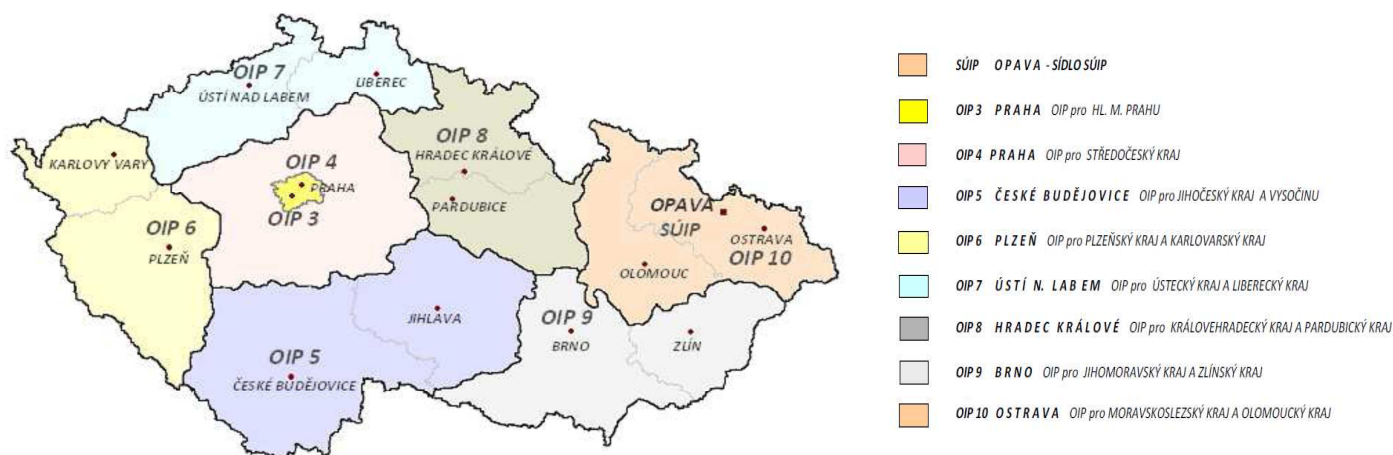 OIP 7
ÚSTÍ NAD LABEM
LIBEREC
KARLOVY VARY
OIP 8
HRADEC KRÁLOVÉ
PARDUBICE
OIP 4
PRAHA
OIP 3
OIP 6
PLZEŇ
OPAVA
SÚIP
OSTRAVA
OIP 10
OLOMOUC
JIHLAVA
OIP 9
BRNO
ZLÍN
OIP 5
ČESKÉ BUDĚJOVICE
SÚIP OPAVA - SÍDLO SÚIP
OIP 3 PRAHA OIP pro HL. M. PRAHU
OIP 4 PRAHA OIP pro STŘEDOČESKÝ KRAJ
OIP 5 ČESKÉ BUDĚJOVICE OIP pro JIHOČESKÝ KRAJ A VYSOČINU
OIP 6 PLZEŇ OIP pro PLZEŇSKÝ KRAJ A KARLOVARSKÝ KRAJ
OIP 7 ÚSTÍ N. LABEM OIP pro ÚSTECKÝ KRAJ A LIBERECKÝ KRAJ
OIP 8 HRADEC KRÁLOVÉ OIP pro KRÁLOVEHRADECKÝ KRAJ A PARDUBICKÝ KRAJ
OIP 9 BRNO OIP pro JIHOMORAVSKÝ KRAJ A ZLÍNSKÝ KRAJ
OIP 10 OSTRAVA OIP pro MORAVSKOSLEZSKÝ KRAJ A OLOMOUCKÝ KRAJ